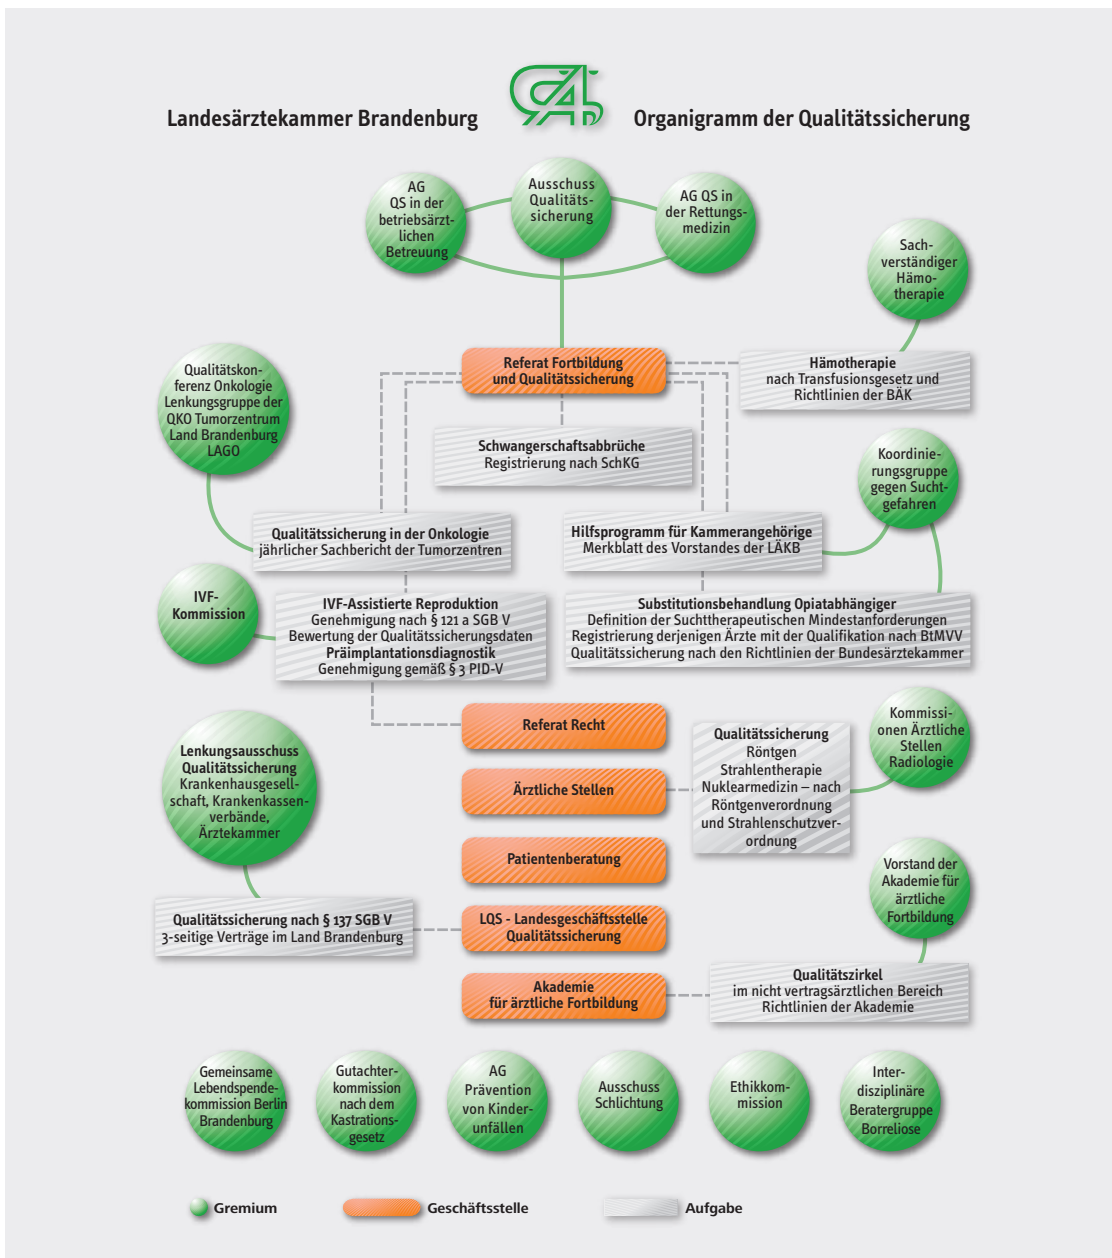 Landesärztekammer Brandenburg
Organigramm der Qualitätssicherung
AG
QS in der
betriebsärzt-
lichen
Betreuung
Ausschuss
Qualitäts-
sicherung
AG QS in
der Rettungs-
medizin
Sach-
verständiger
Hämo-
therapie
Referat Fortbildung
und Qualitätssicherung
Hämotherapie
nach Transfusionsgesetz und
Richtlinien der BÄK
Qualitätskon-
ferenz Onkologie
Lenkungsgruppe der
QKO Tumorzentrum
Land Brandenburg
LAGO
Schwangerschaftsabbrüche
Registrierung nach SchKG
Koordinie-
rungsgruppe
gegen Sucht-
gefahren
Qualitätssicherung in der Onkologie
jährlicher Sachbericht der Tumorzentren
Hilfsprogramm für Kammerangehörige
Merkblatt des Vorstandes der LÄKB
IVF-
Kommission
IVF-Assistierte Reproduktion
Genehmigung nach § 121 a SGB V
Bewertung der Qualitätssicherungsdaten
Präimplantationsdiagnostik
Genehmigung gemäß § 3 PID-V
Substitutionsbehandlung Opiatabhängiger
Definition der Suchttherapeutischen Mindestanforderungen
Registrierung derjenigen Ärzte mit der Qualifikation nach BtMVV
Qualitätssicherung nach den Richtlinien der Bundesärztekammer
Referat Recht
Qualitätssicherung
Röntgen
Strahlentherapie
Nuklearmedizin – nach
Röntgenverordnung
und Strahlenschutzver-
ordnung
Kommissi-
onen Ärztliche
Stellen
Radiologie
Lenkungsausschuss
Qualitätssicherung
Krankenhausgesell-
schaft, Krankenkassen-
verbände,
Ärztekammer
Ärztliche Stellen
Patientenberatung
Vorstand der
Akademie für
ärztliche
Fortbildung
Qualitätssicherung nach § 137 SGB V
3-seitige Verträge im Land Brandenburg
LQS - Landesgeschäftsstelle
Qualitätssicherung
Akademie
für ärztliche Fortbildung
Qualitätszirkel
im nicht vertragsärztlichen Bereich
Richtlinien der Akademie
Gemeinsame
Lebendspende-
kommission Berlin
Brandenburg
Gutachter-
kommission
nach dem
Kastrations-
gesetz
AG
Prävention
von Kinder-
unfällen
Ausschuss
Schlichtung
Ethikkom-
mission
Inter-
disziplinäre
Beratergruppe
Borreliose
Gremium
Geschäftsstelle
Aufgabe